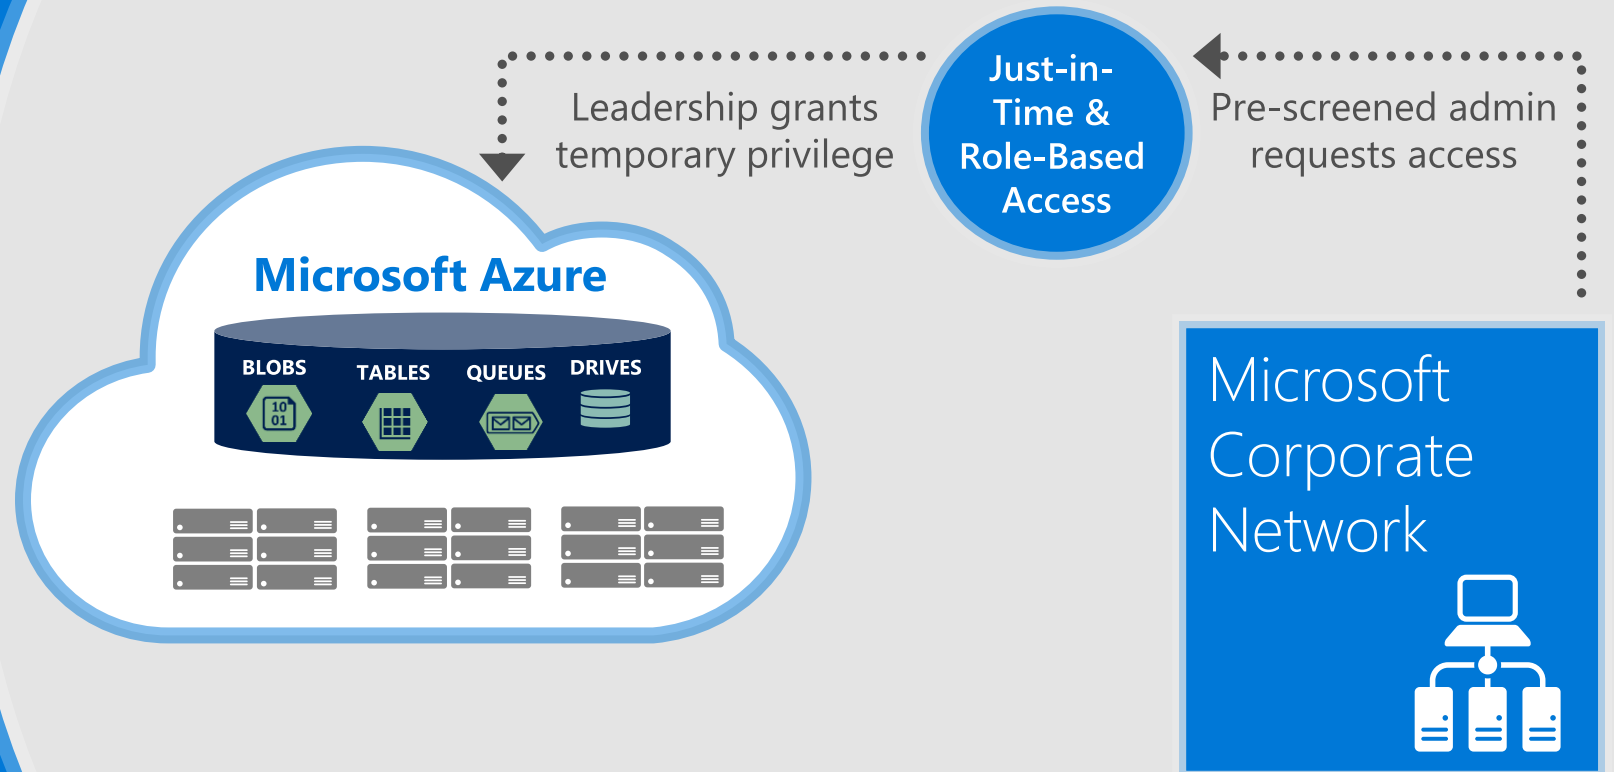 Just-in-
Time &
Role-Based
Access
Leadership grants
temporary privilege
Pre-screened admin
requests access
Microsoft Azure
BLOBS
TABLES
QUEUES
DRIVES
10
01
Microsoft
Corporate
Network